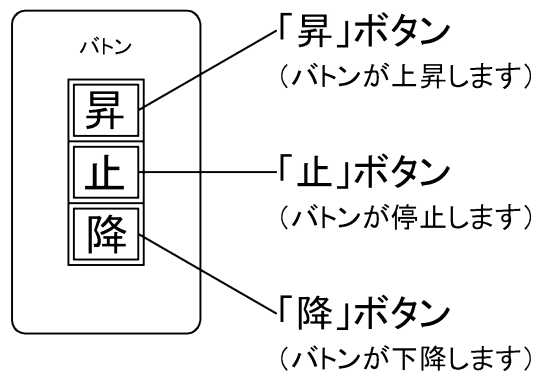 バトン
昇
止
降
「昇」ボタン
（バトンが上昇します）
「止」ボタン
（バトンが停止します）
「降」ボタン
（バトンが下降します）